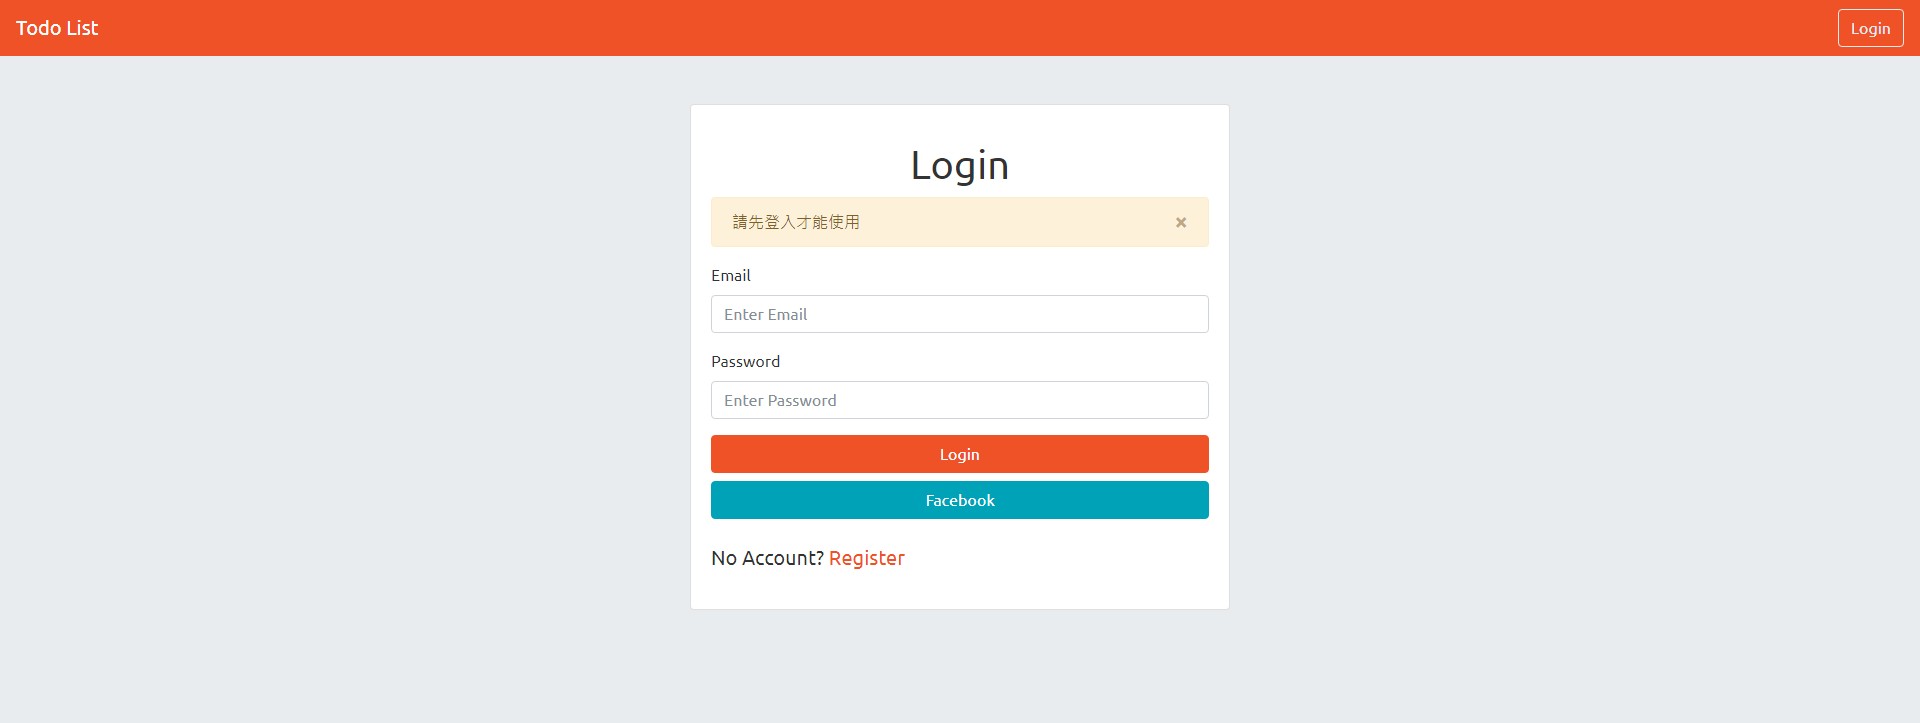 Todo List
Login
Login
請先登入才能使用 ×
Email
Enter Email
Password
Enter Password
Login
Facebook
No Account? Register